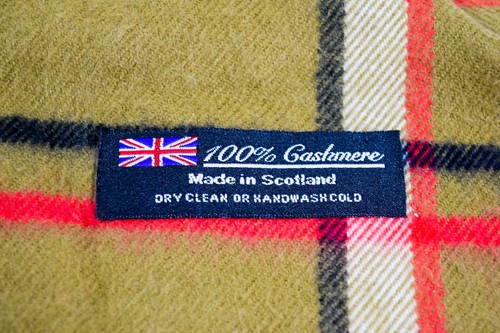 100% Cashmere
Made in Scotland
DRY CLEAN OR HANDWASH COLD